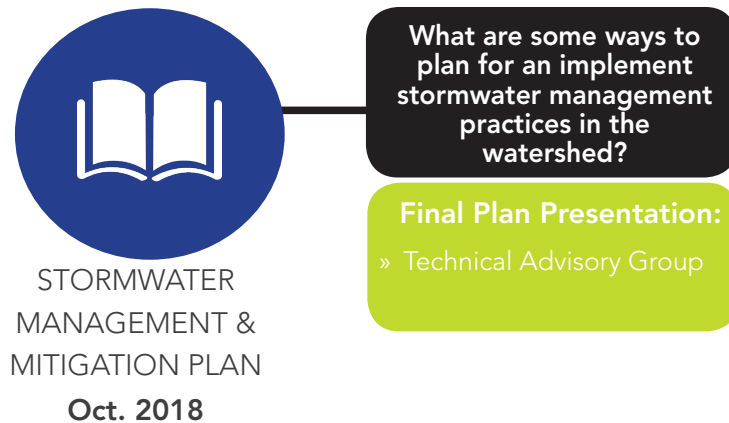 What are some ways to
plan for an implement
stormwater management
practices in the
watershed?
Final Plan Presentation:
» Technical Advisory Group
STORMWATER
MANAGEMENT &
MITIGATION PLAN
Oct. 2018